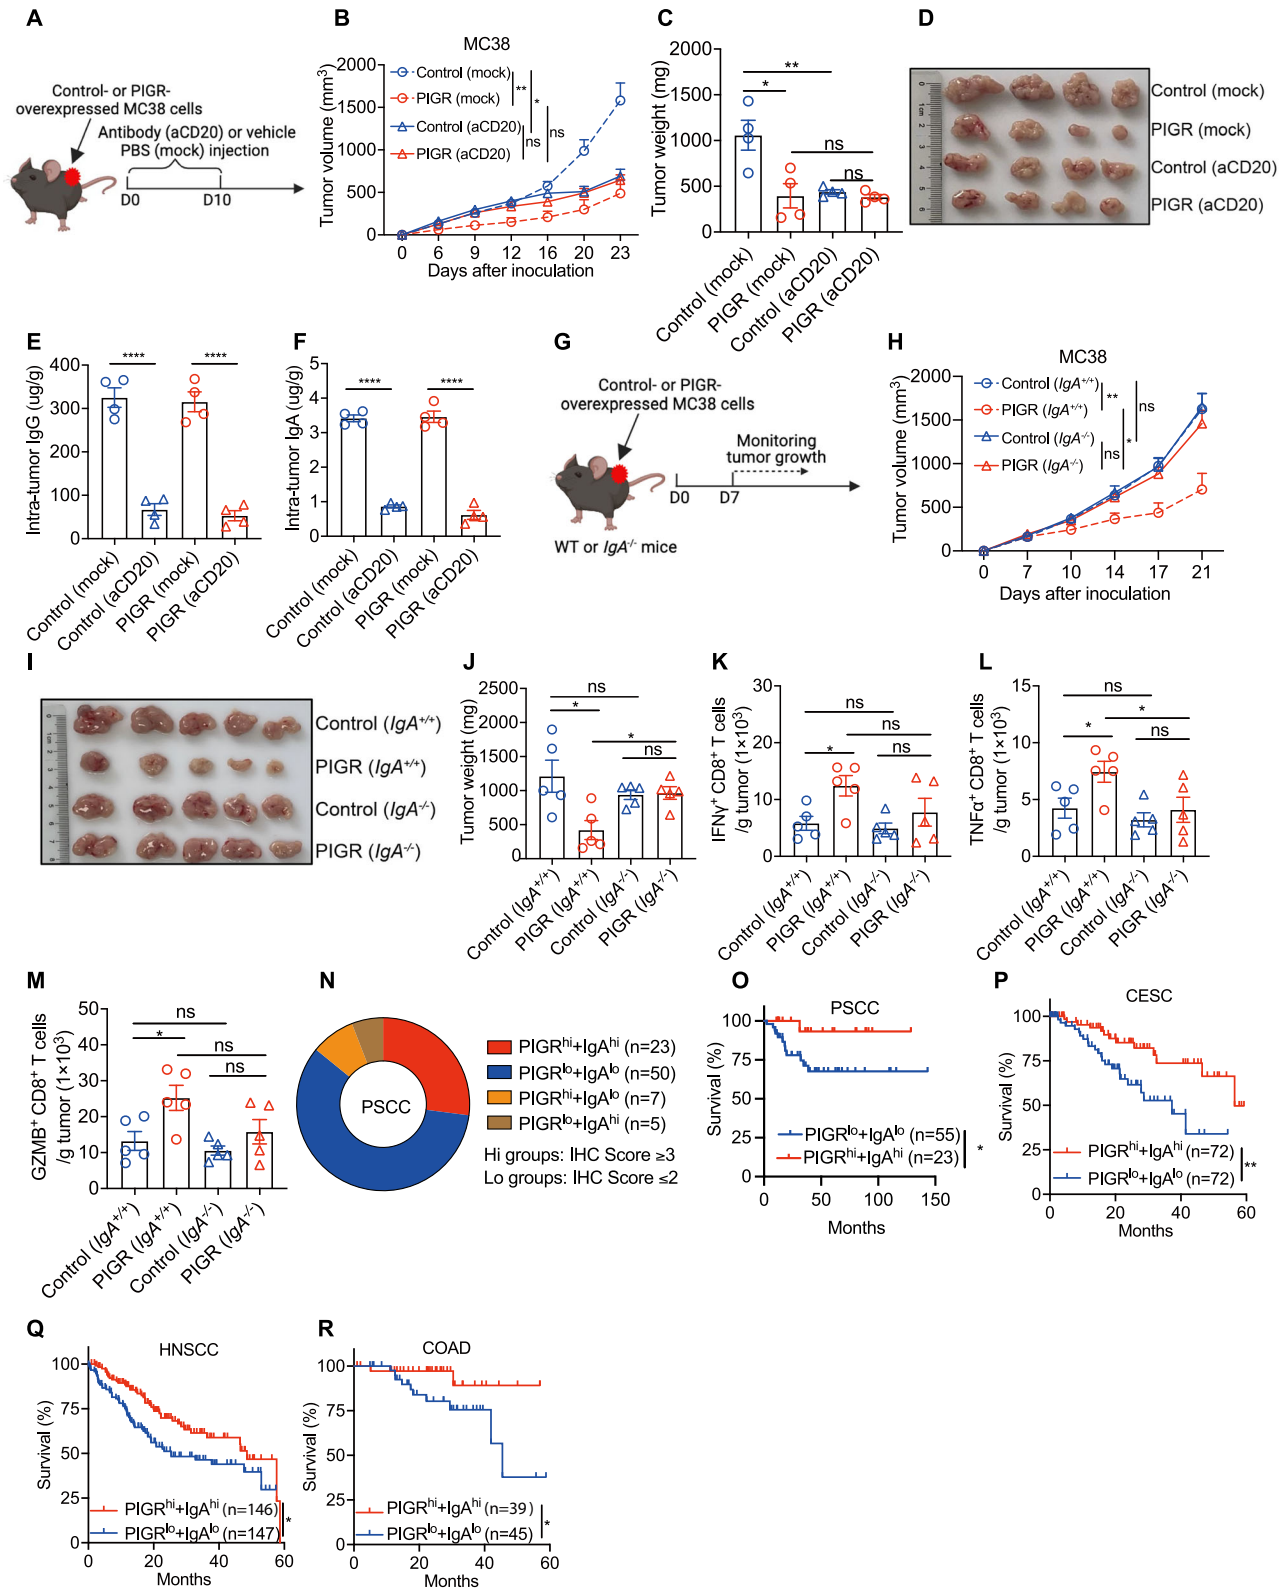 A
Control- or PIGR-
overexpressed MC38 cells
Antibody (aCD20) or vehicle
PBS (mock) injection
D0
D10
B
MC38
Tumor volume (mm³)
2000
1500
1000
500
0
Control (mock)
PIGR (mock)
Control (aCD20)
PIGR (aCD20)
**
*
ns
ns
0 6 9 12 16 20 23
Days after inoculation
C
Tumor weight (mg)
2000
1500
1000
500
0
**
*
ns
ns
Control (mock)
PIGR (mock)
Control (aCD20)
PIGR (aCD20)
D
Control (mock)
PIGR (mock)
Control (aCD20)
PIGR (aCD20)
E
Intra-tumor IgG (ug/g)
400
300
200
100
0
****
****
Control (mock)
Control (aCD20)
PIGR (mock)
PIGR (aCD20)
F
Intra-tumor IgA (ug/g)
5
4
3
2
1
0
****
****
Control (mock)
Control (aCD20)
PIGR (mock)
PIGR (aCD20)
G
Control- or PIGR-
overexpressed MC38 cells
Monitoring
tumor growth
D0
D7
WT or IgA-/- mice
H
MC38
Tumor volume (mm³)
2000
1500
1000
500
0
Control (IgA+/+)
PIGR (IgA+/+)
Control (IgA-/-)
PIGR (IgA-/-)
**
ns
*
ns
0 7 10 14 17 21
Days after inoculation
I
Control (IgA+/+)
PIGR (IgA+/+)
Control (IgA-/-)
PIGR (IgA-/-)
J
Tumor weight (mg)
2500
2000
1500
1000
500
0
ns
*
*
ns
Control (IgA+/+)
PIGR (IgA+/+)
Control (IgA-/-)
PIGR (IgA-/-)
K
IFNγ+ CD8+ T cells
/g tumor (1×10³)
30
20
10
0
ns
ns
*
ns
Control (IgA+/+)
PIGR (IgA+/+)
Control (IgA-/-)
PIGR (IgA-/-)
L
TNFα+ CD8+ T cells
/g tumor (1×10³)
15
10
5
0
ns
*
*
ns
Control (IgA+/+)
PIGR (IgA+/+)
Control (IgA-/-)
PIGR (IgA-/-)
M
GZMB+ CD8+ T cells
/g tumor (1×10³)
50
40
30
20
10
0
ns
*
ns
ns
Control (IgA+/+)
PIGR (IgA+/+)
Control (IgA-/-)
PIGR (IgA-/-)
N
PSCC
PIGRhi+IgAhi (n=23)
PIGRlo+IgAlo (n=50)
PIGRhi+IgAlo (n=7)
PIGRlo+IgAhi (n=5)
Hi groups: IHC Score ≥3
Lo groups: IHC Score ≤2
O
PSCC
Survival (%)
100
75
50
25
0
PIGRlo+IgAlo (n=55)
PIGRhi+IgAhi (n=23)
*
0 50 100 150
Months
P
CESC
Survival (%)
100
75
50
25
0
PIGRhi+IgAhi (n=72)
PIGRlo+IgAlo (n=72)
**
0 20 40 60
Months
Q
HNSCC
Survival (%)
100
75
50
25
0
PIGRhi+IgAhi (n=146)
PIGRlo+IgAlo (n=147)
*
0 20 40 60
Months
R
COAD
Survival (%)
100
75
50
25
0
PIGRhi+IgAhi (n=39)
PIGRlo+IgAlo (n=45)
*
0 20 40 60
Months